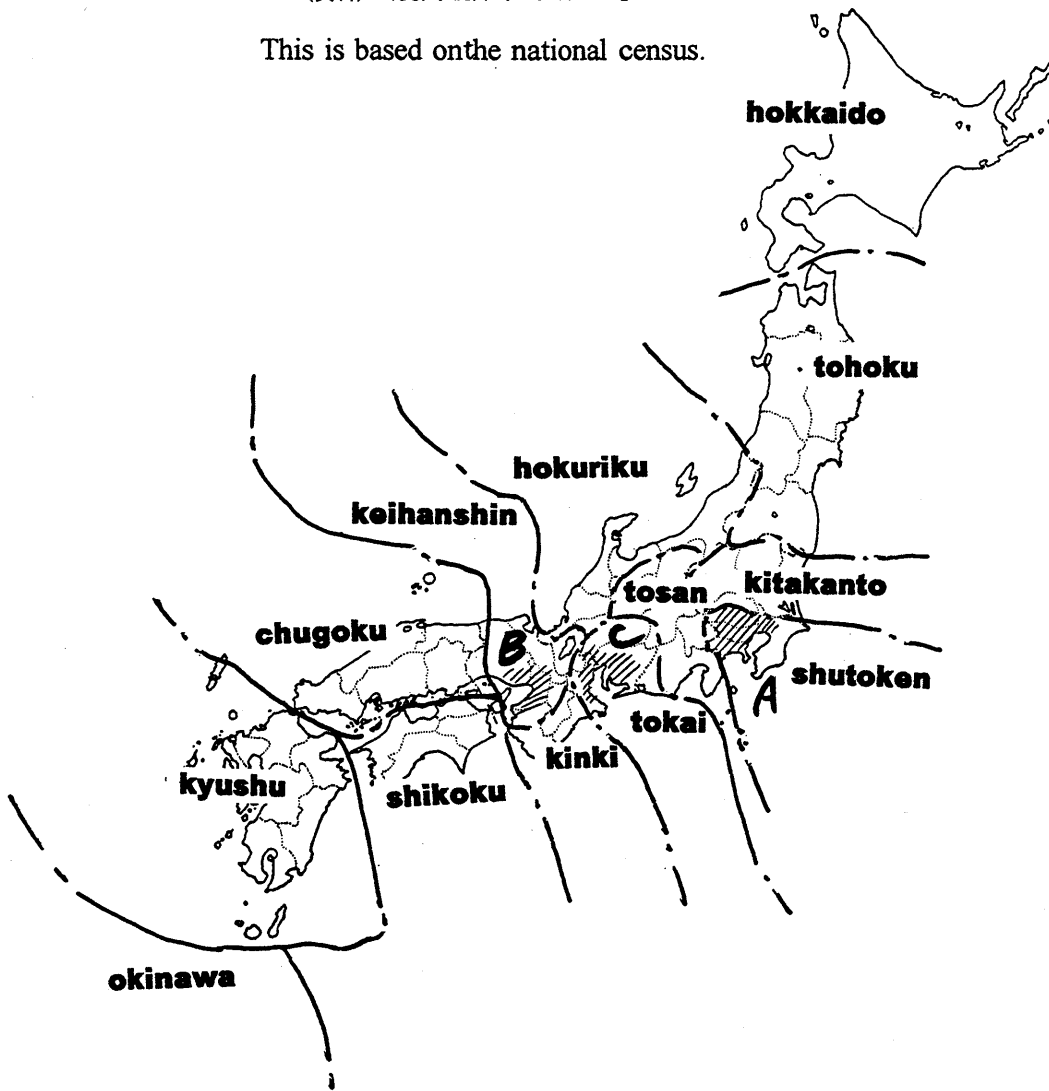 This is based onthe national census.
hokkaido
tohoku
hokuriku
keihanshin
kitakanto
tosan
chugoku
B
C
shutoken
A
tokai
kinki
kyushu
shikoku
okinawa